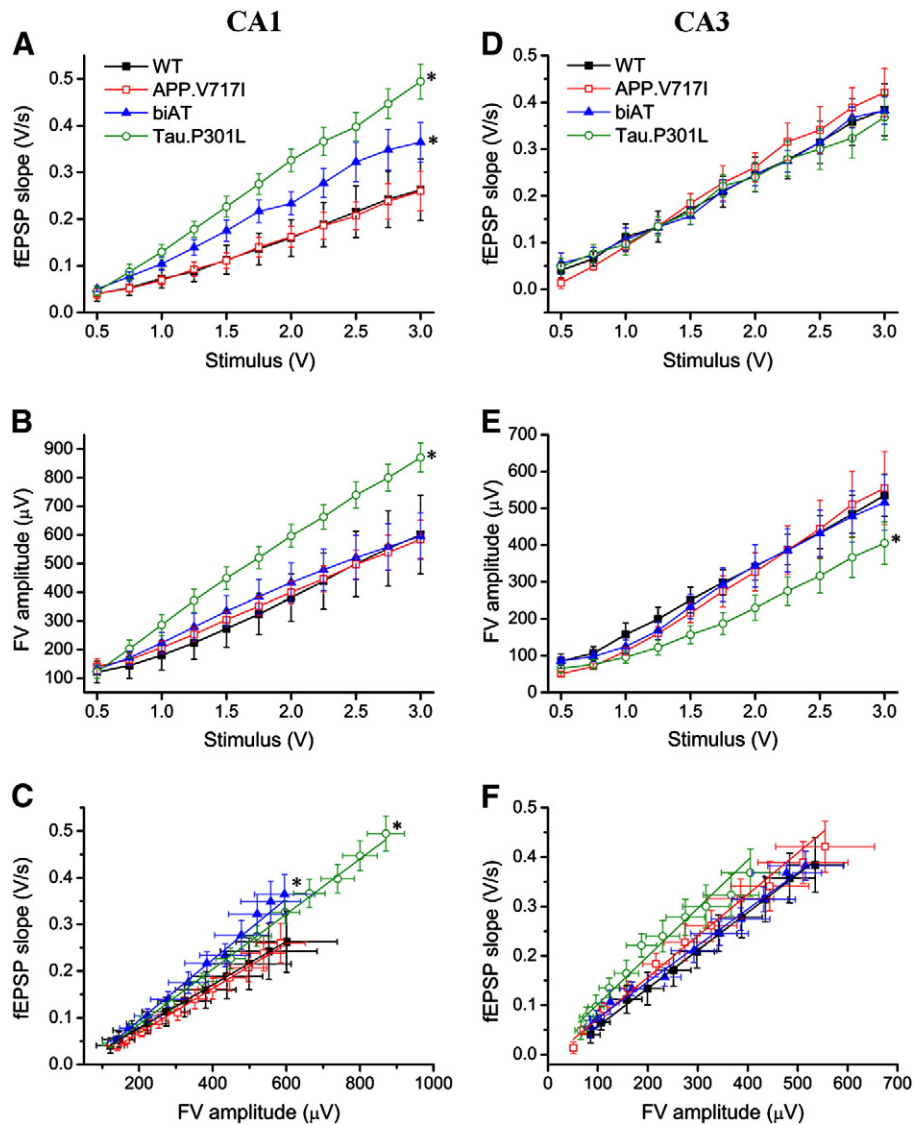 CA1
CA3
A
WT
APP.V717I
biAT
Tau.P301L
*
*
fEPSP slope (V/s)
0.5
0.4
0.3
0.2
0.1
0.0
0.5 1.0 1.5 2.0 2.5 3.0
Stimulus (V)
D
WT
APP.V717I
biAT
Tau.P301L
fEPSP slope (V/s)
0.5
0.4
0.3
0.2
0.1
0.0
0.5 1.0 1.5 2.0 2.5 3.0
Stimulus (V)
B
*
FV amplitude (μV)
900
800
700
600
500
400
300
200
100
0.5 1.0 1.5 2.0 2.5 3.0
Stimulus (V)
E
*
FV amplitude (μV)
700
600
500
400
300
200
100
0
0.5 1.0 1.5 2.0 2.5 3.0
Stimulus (V)
C
*
*
fEPSP slope (V/s)
0.5
0.4
0.3
0.2
0.1
0.0
200 400 600 800 1000
FV amplitude (μV)
F
fEPSP slope (V/s)
0.5
0.4
0.3
0.2
0.1
0.0
0 100 200 300 400 500 600 700
FV amplitude (μV)